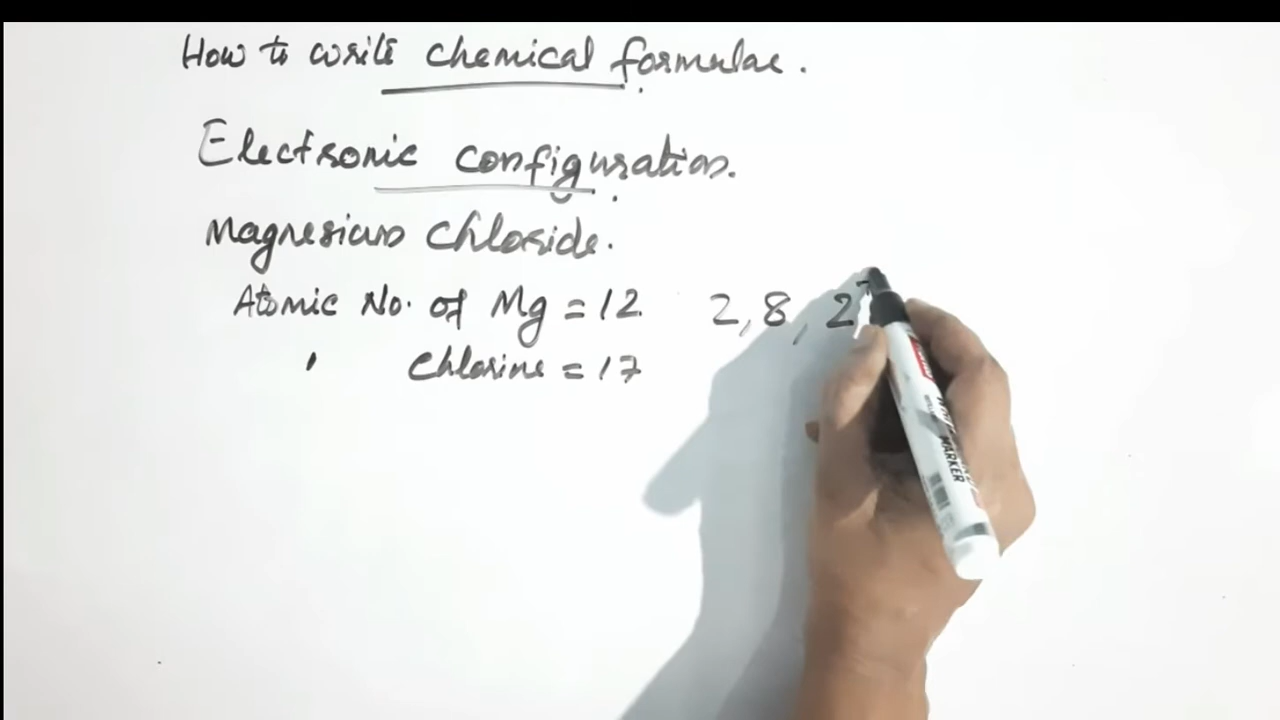 How to write chemical formulae.
Electronic configuration.
Magnesium chloride.
Atomic No. of Mg = 12. 2, 8, 2
" Chlorine = 17
MARKER